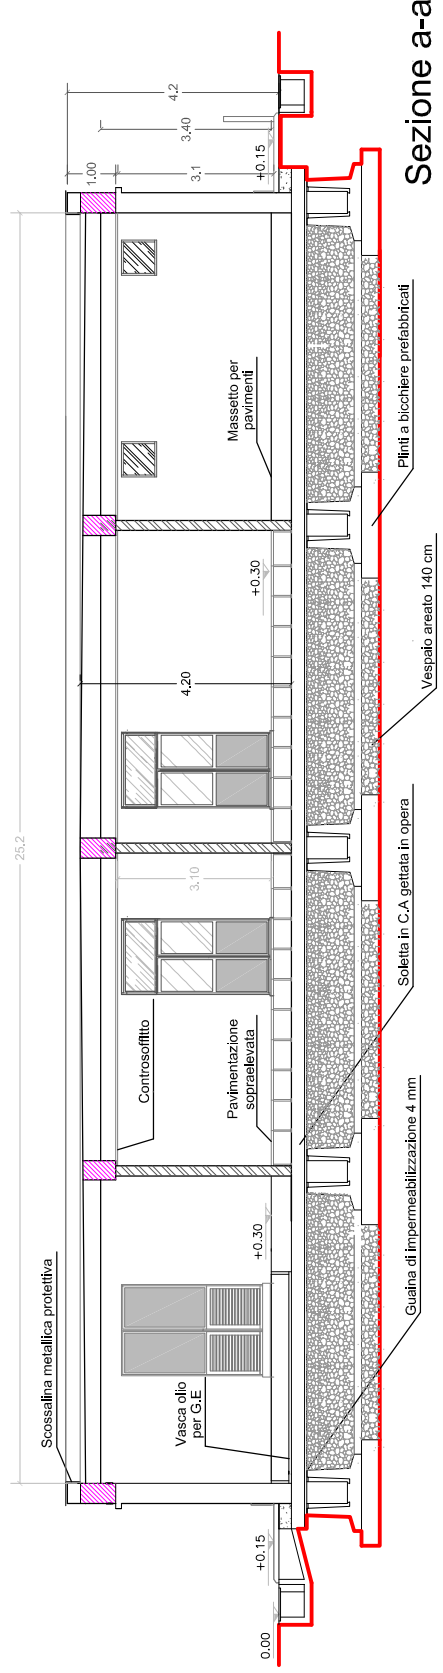 25,2
Scossalina metallica protettiva
Controsoffitto
Vasca olio
per G.E
Pavimentazione
sopraelevata
Massetto per
pavimenti
3.10
4.20
1.00
3.1
3.40
4.2
0.00
+0.15
+0.30
+0.30
+0.15
Guaina di impermeabilizzazione 4 mm
Soletta in C.A gettata in opera
Vespaio areato 140 cm
Plinti a bicchiere prefabbricati
Sezione a-a